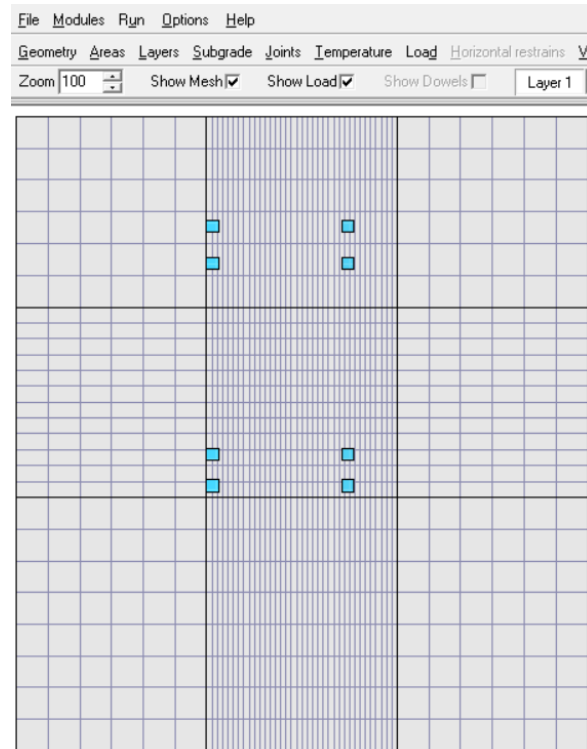 File Modules Run Options Help
Geometry Areas Layers Subgrade Joints Temperature Load Horizontal restrains V
Zoom 100 Show Mesh Show Load Show Dowels Layer 1